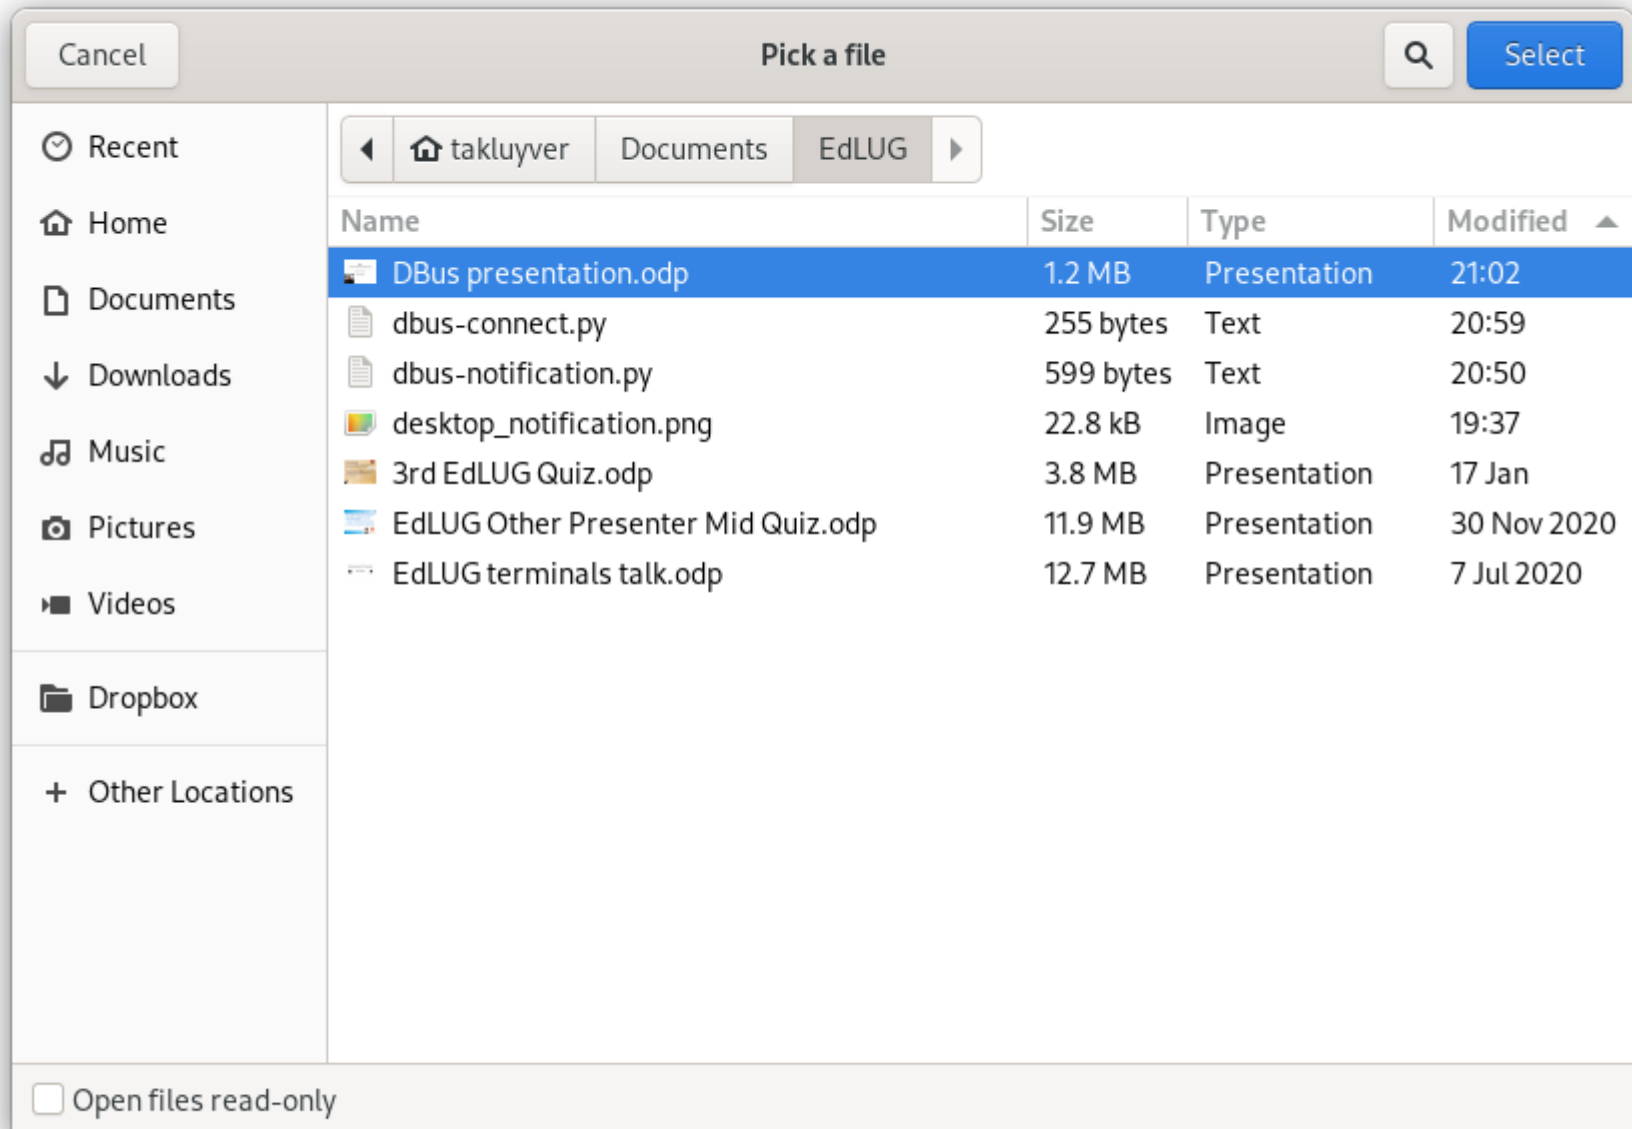 Cancel Pick a file Select
Recent
Home
Documents
Downloads
Music
Pictures
Videos
Dropbox
Other Locations
takluyver Documents EdLUG
Name Size Type Modified
DBus presentation.odp 1.2 MB Presentation 21:02
dbus-connect.py 255 bytes Text 20:59
dbus-notification.py 599 bytes Text 20:50
desktop_notification.png 22.8 kB Image 19:37
3rd EdLUG Quiz.odp 3.8 MB Presentation 17 Jan
EdLUG Other Presenter Mid Quiz.odp 11.9 MB Presentation 30 Nov 2020
EdLUG terminals talk.odp 12.7 MB Presentation 7 Jul 2020
Open files read-only